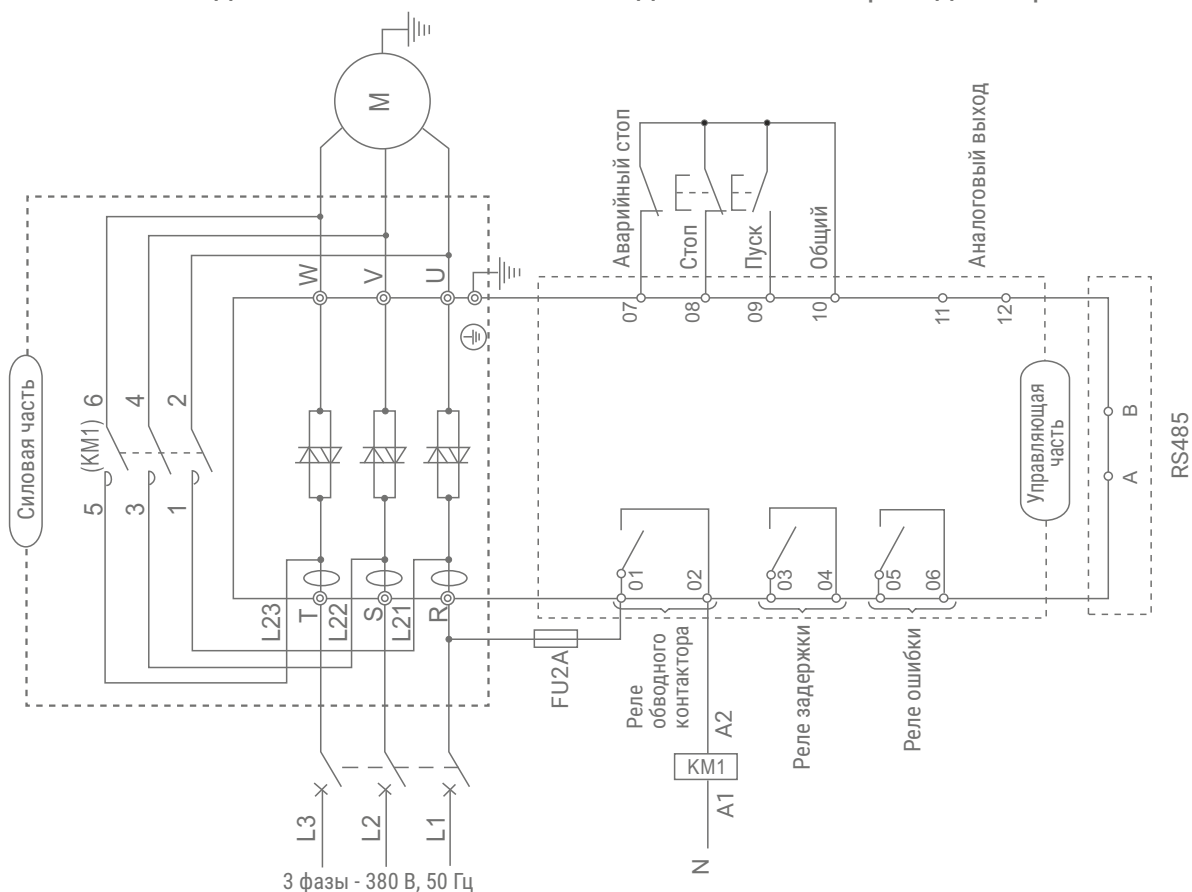 M
Силовая часть
(KM1) 6
4
2
5
3
1
W
V
U
L23
L22
L21
T
S
R
L3
L2
L1
3 фазы - 380 В, 50 Гц
Аварийный стоп
Стоп
Пуск
Общий
Аналоговый выход
07
08
09
10
11
12
Управляющая
часть
B
A
RS485
01
02
03
04
05
06
FU2A
Реле
обводного
контактора
Реле задержки
Реле ошибки
A2
KM1
A1
N